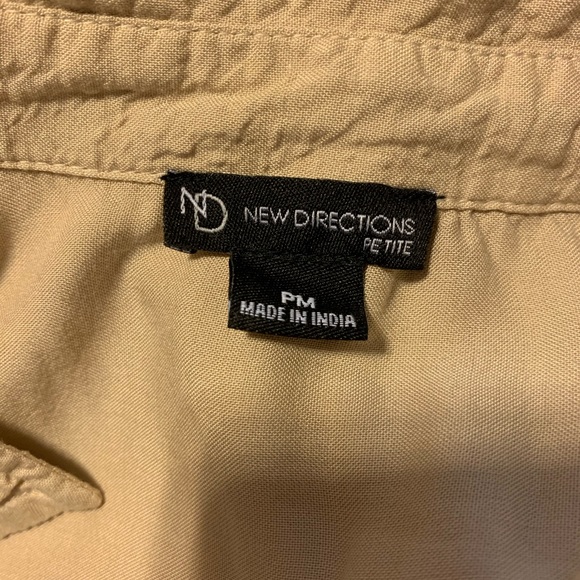 ND
NEW DIRECTIONS
PETITE
PM
MADE IN INDIA